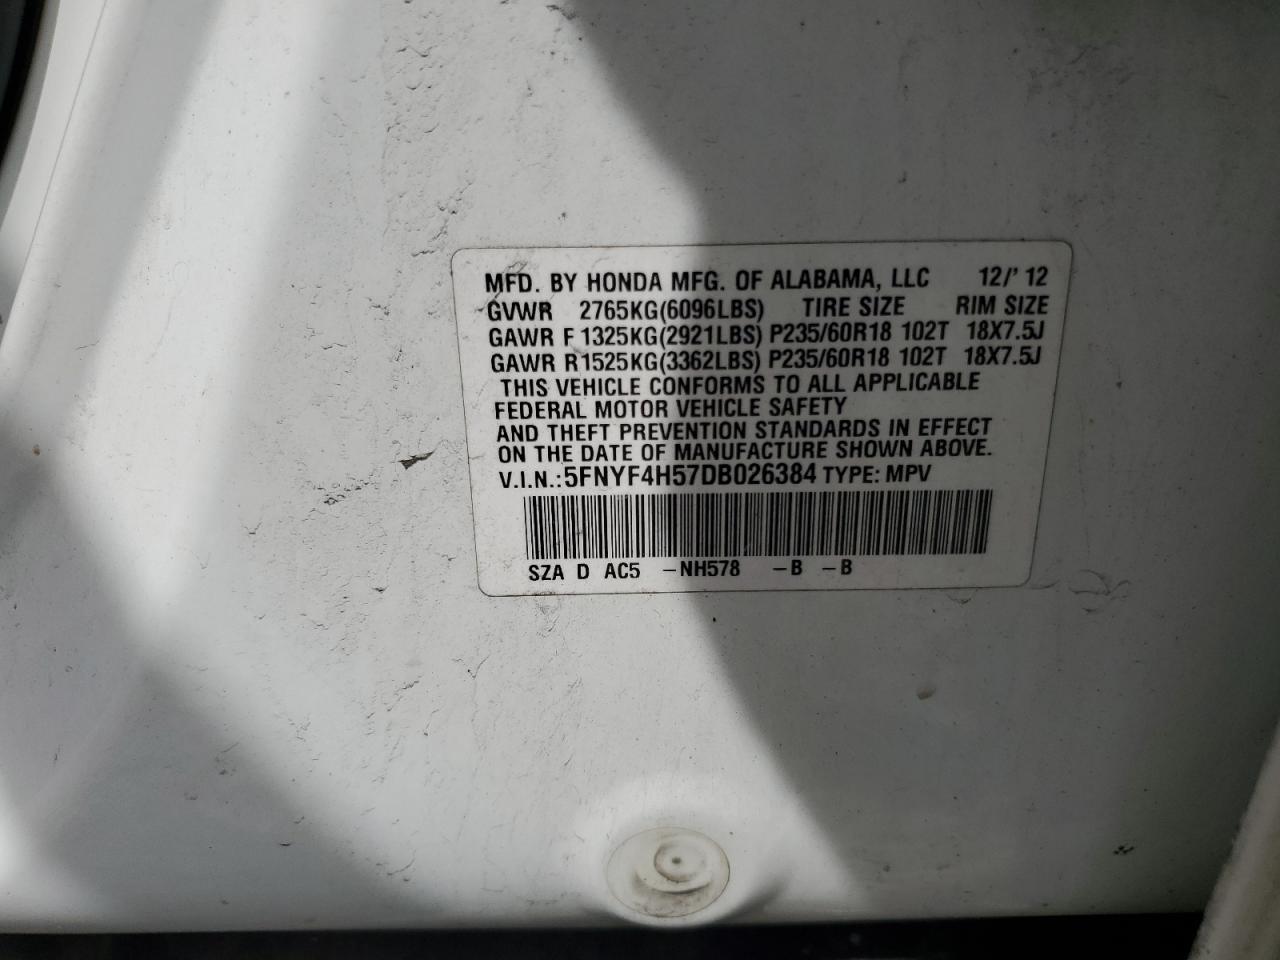 MFD. BY HONDA MFG. OF ALABAMA, LLC 12/'12
GVWR 2765KG(6096LBS) TIRE SIZE RIM SIZE
GAWR F 1325KG(2921LBS) P235/60R18 102T 18X7.5J
GAWR R 1525KG(3362LBS) P235/60R18 102T 18X7.5J
THIS VEHICLE CONFORMS TO ALL APPLICABLE
FEDERAL MOTOR VEHICLE SAFETY
AND THEFT PREVENTION STANDARDS IN EFFECT
ON THE DATE OF MANUFACTURE SHOWN ABOVE.
V.I.N.:5FNYF4H57DB026384 TYPE: MPV
SZA D AC5 -NH578 -B -B